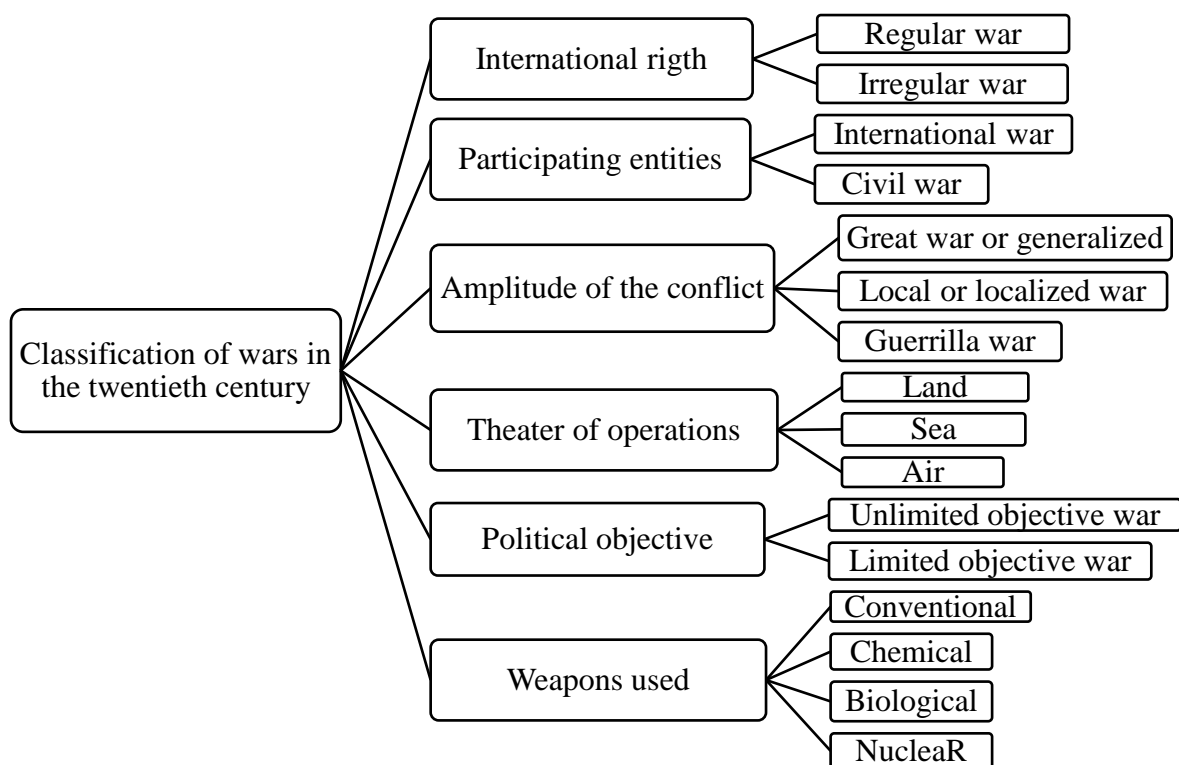 Classification of wars in
the twentieth century
International rigth
Regular war
Irregular war
Participating entities
International war
Civil war
Amplitude of the conflict
Great war or generalized
Local or localized war
Guerrilla war
Theater of operations
Land
Sea
Air
Political objective
Unlimited objective war
Limited objective war
Weapons used
Conventional
Chemical
Biological
NucleaR